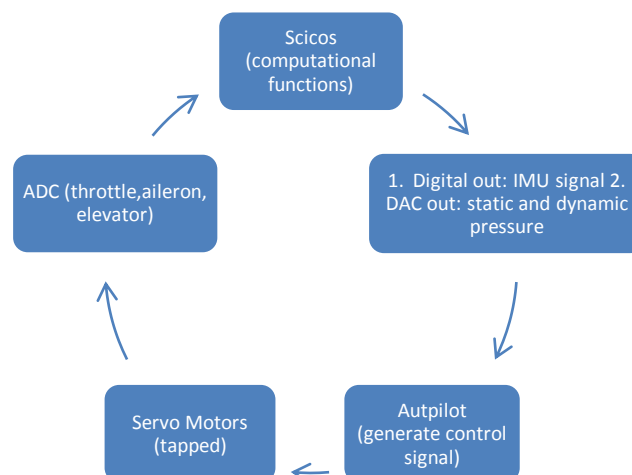 Scicos
(computational
functions)
1.  Digital out: IMU signal 2.
DAC out: static and dynamic
pressure
Autpilot
(generate control
signal)
Servo Motors
(tapped)
ADC (throttle,aileron,
elevator)